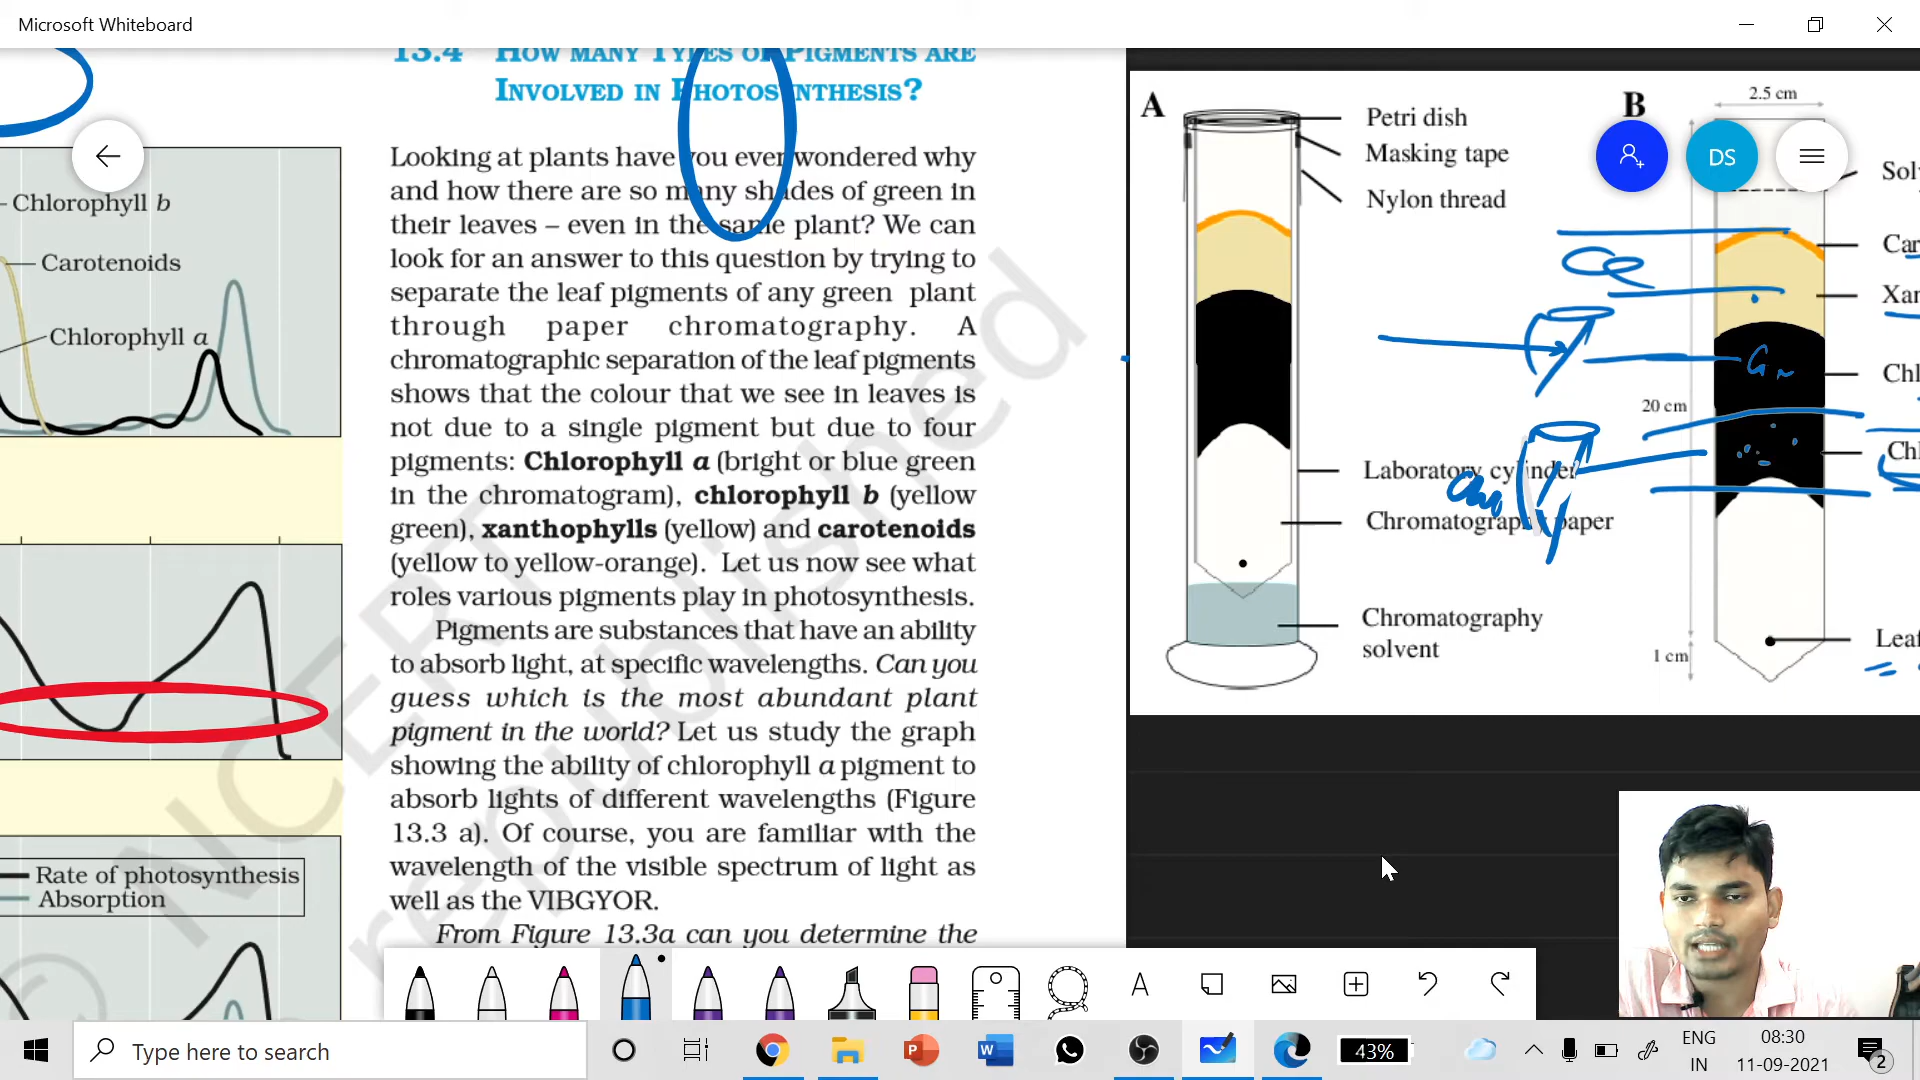 Microsoft Whiteboard
13.4 HOW MANY TYPES OF PIGMENTS ARE
INVOLVED IN PHOTOSYNTHESIS?
Looking at plants have you ever wondered why
and how there are so many shades of green in
their leaves – even in the same plant? We can
look for an answer to this question by trying to
separate the leaf pigments of any green plant
through paper chromatography. A
chromatographic separation of the leaf pigments
shows that the colour that we see in leaves is
not due to a single pigment but due to four
pigments: Chlorophyll a (bright or blue green
in the chromatogram), chlorophyll b (yellow
green), xanthophylls (yellow) and carotenoids
(yellow to yellow-orange). Let us now see what
roles various pigments play in photosynthesis.
Pigments are substances that have an ability
to absorb light, at specific wavelengths. Can you
guess which is the most abundant plant
pigment in the world? Let us study the graph
showing the ability of chlorophyll a pigment to
absorb lights of different wavelengths (Figure
13.3 a). Of course, you are familiar with the
wavelength of the visible spectrum of light as
well as the VIBGYOR.
From Figure 13.3a can you determine the
Chlorophyll b
Carotenoids
Chlorophyll a
Rate of photosynthesis
Absorption
© NCERT
republished
A
Petri dish
Masking tape
Nylon thread
Laboratory cylinder
Chromatography paper
Chromatography
solvent
B
2.5 cm
DS
Sol
Car
Xan
Chl
20 cm
Chl
1 cm
Leaf
A
Type here to search
43%
ENG
IN
08:30
11-09-2021
2